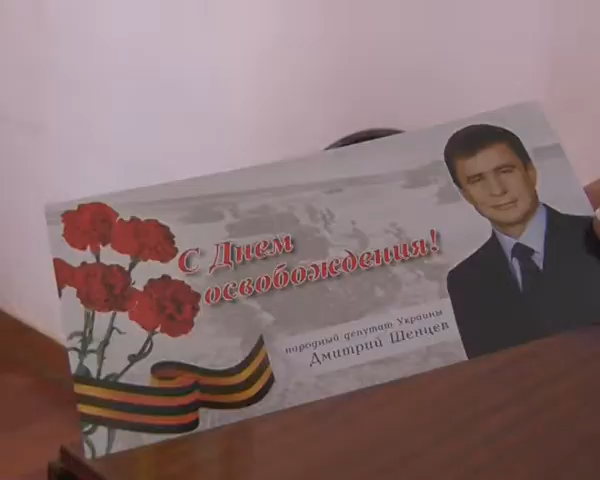 С Днем
освобождения!
народный депутат Украины
Дмитрий Шенцев